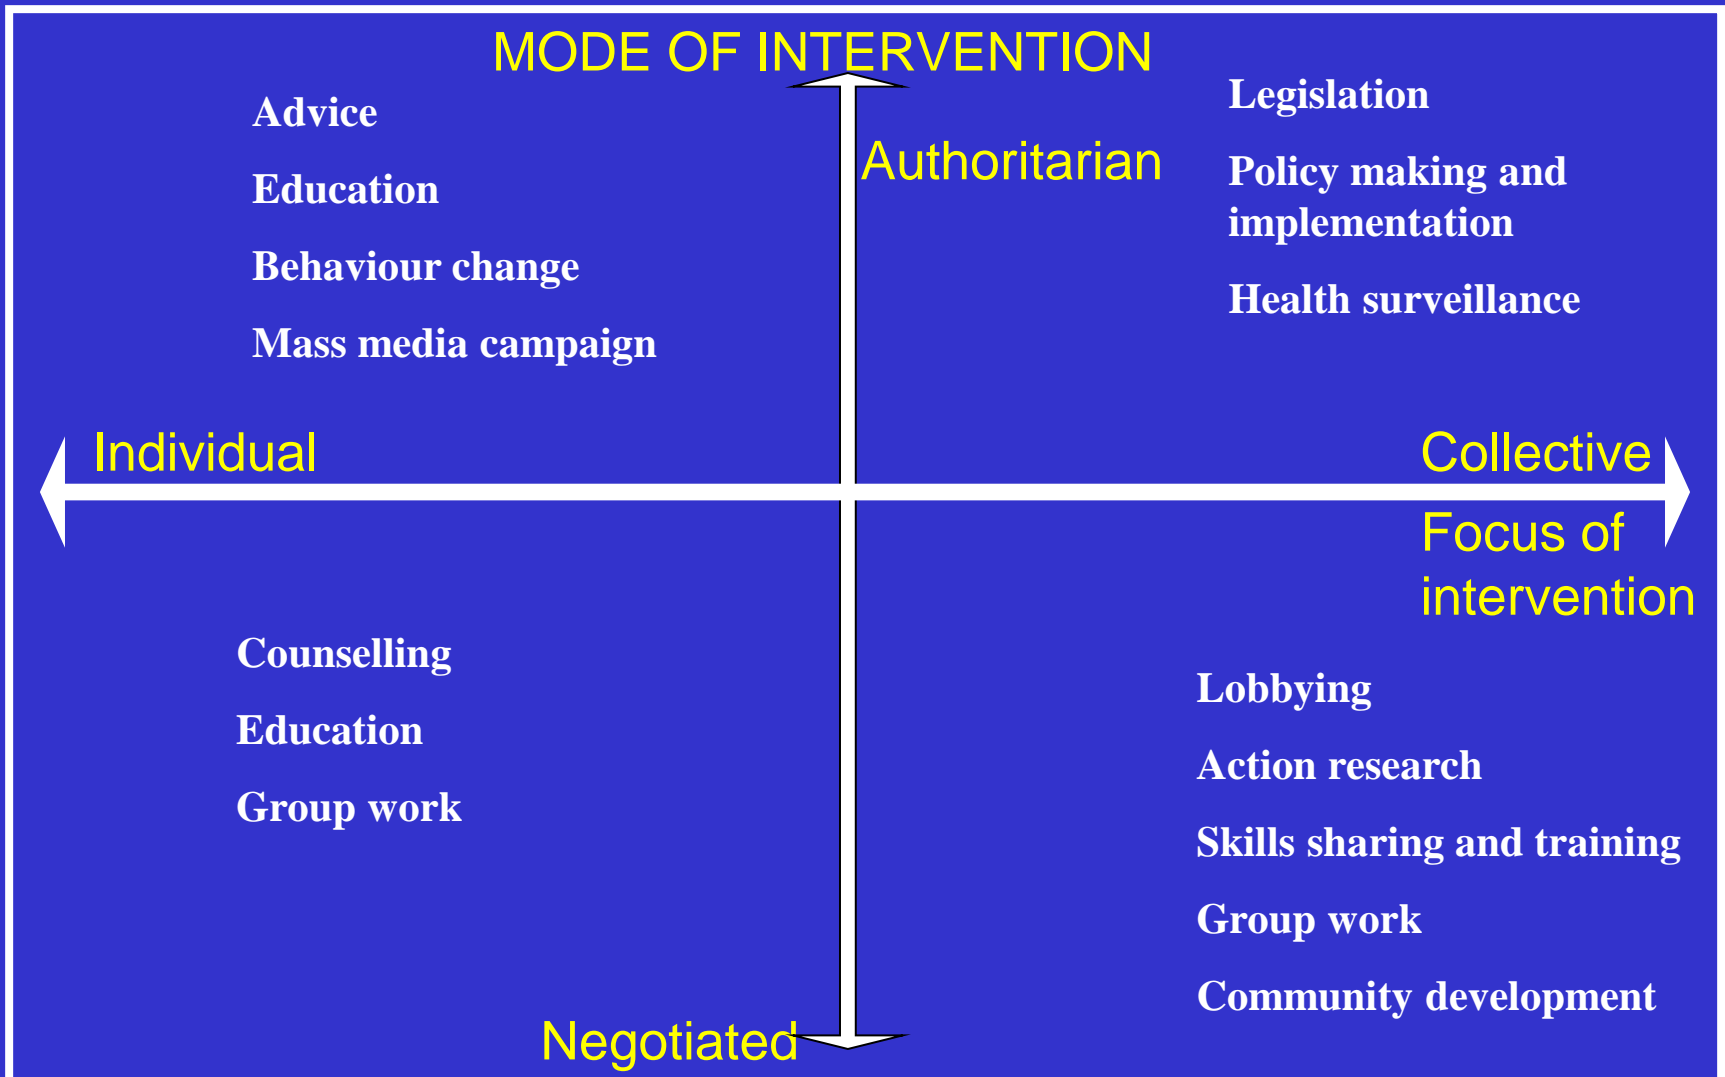 MODE OF INTERVENTION
Advice
Education
Behaviour change
Mass media campaign
Authoritarian
Legislation
Policy making and
implementation
Health surveillance
Individual
Collective
Focus of
intervention
Counselling
Education
Group work
Lobbying
Action research
Skills sharing and training
Group work
Community development
Negotiated